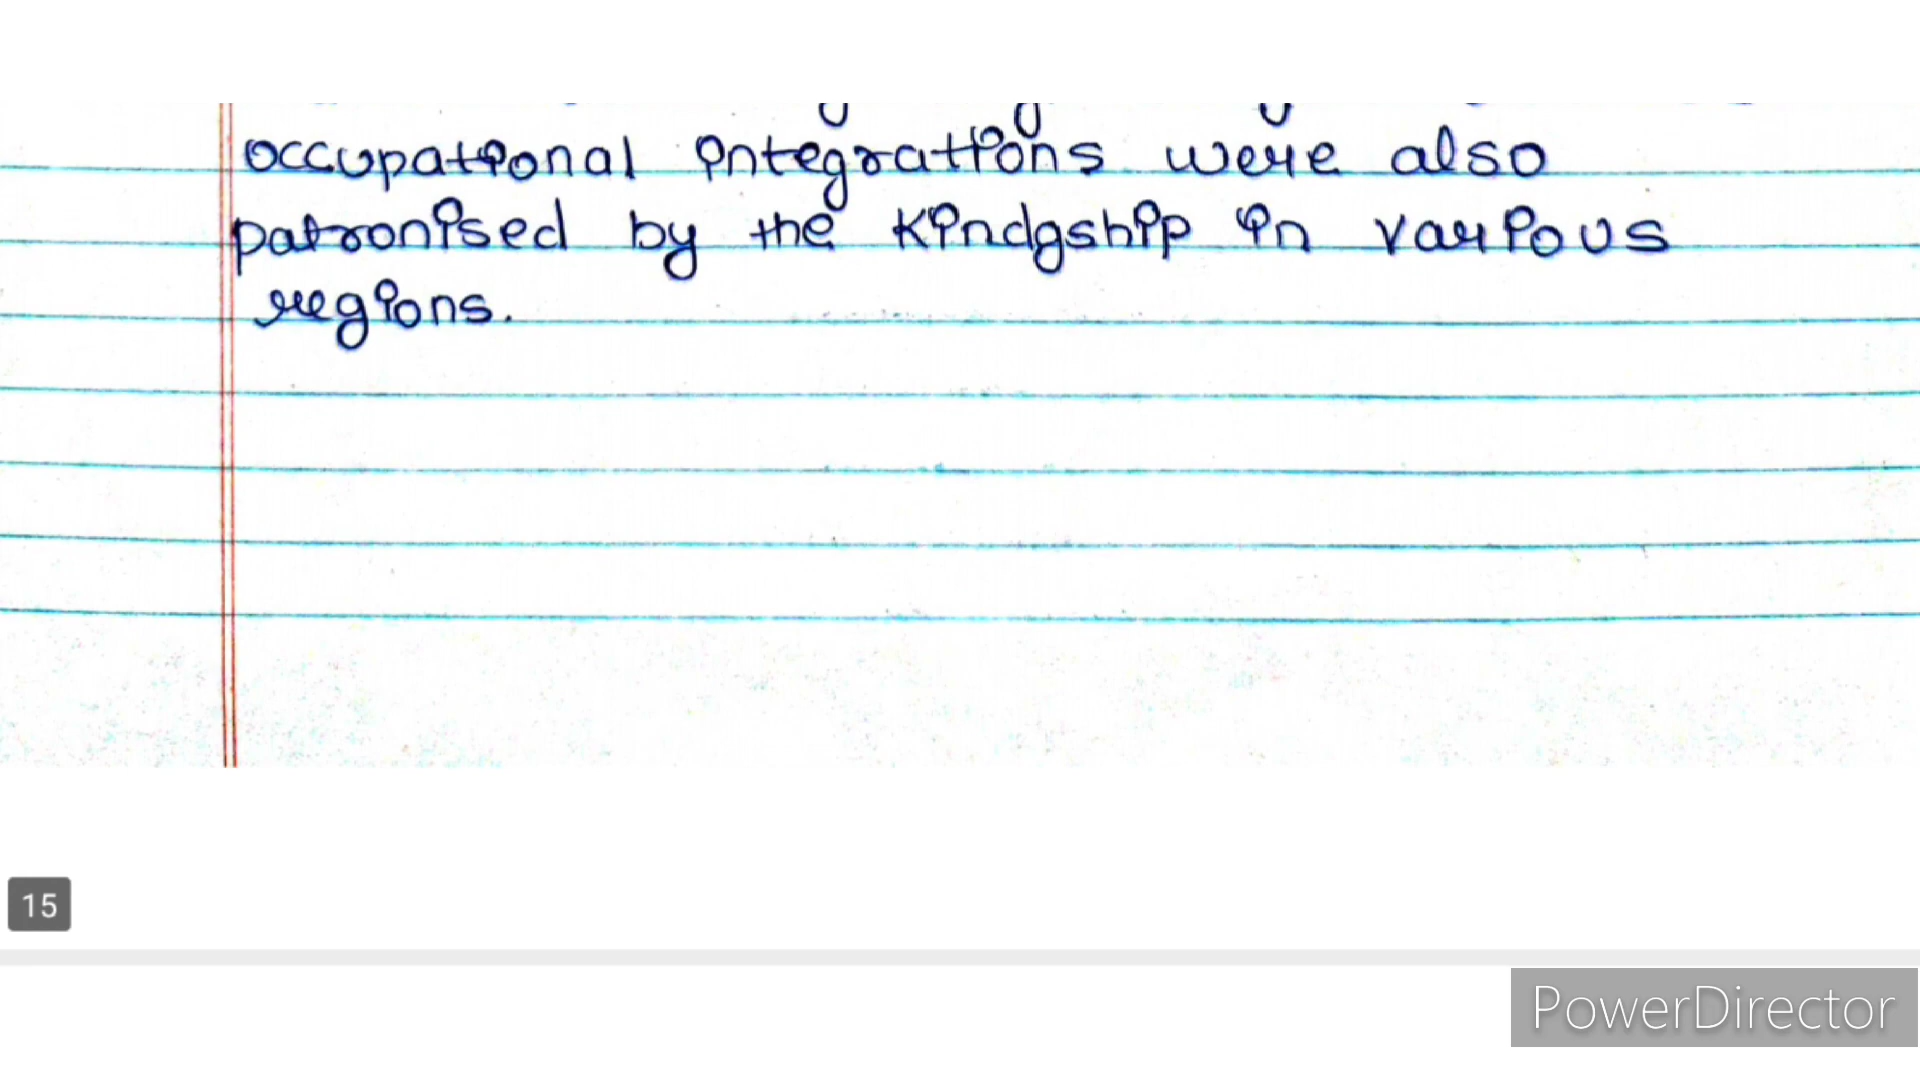 occupational integrations were also
patronised by the Kindgship in various
regions.
15
PowerDirector